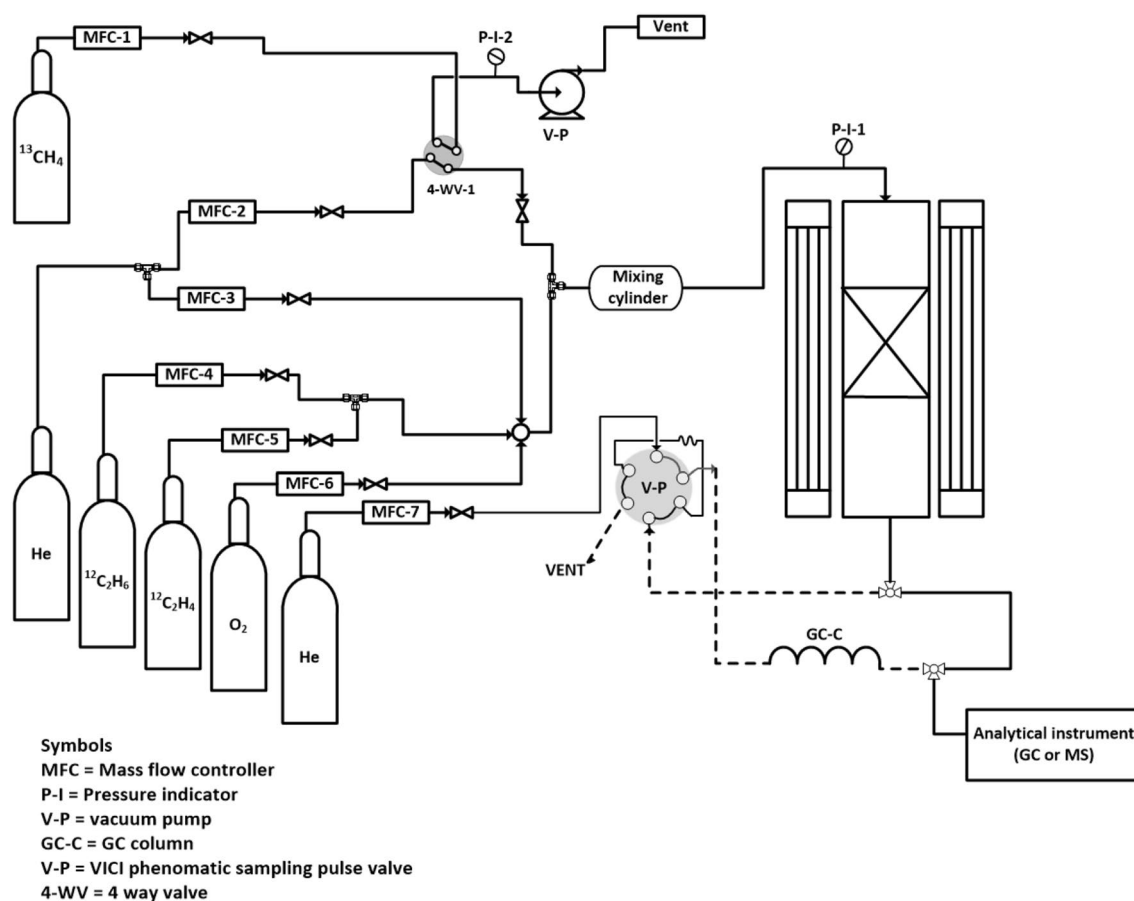 MFC-1
P-I-2
Vent
V-P
¹³CH₄
4-WV-1
P-I-1
MFC-2
MFC-3
Mixing
cylinder
MFC-4
MFC-5
MFC-6
MFC-7
V-P
VENT
He
¹²C₂H₆
¹²C₂H₄
O₂
He
GC-C
Analytical instrument
(GC or MS)
Symbols
MFC = Mass flow controller
P-I = Pressure indicator
V-P = vacuum pump
GC-C = GC column
V-P = VICI phenomatic sampling pulse valve
4-WV = 4 way valve